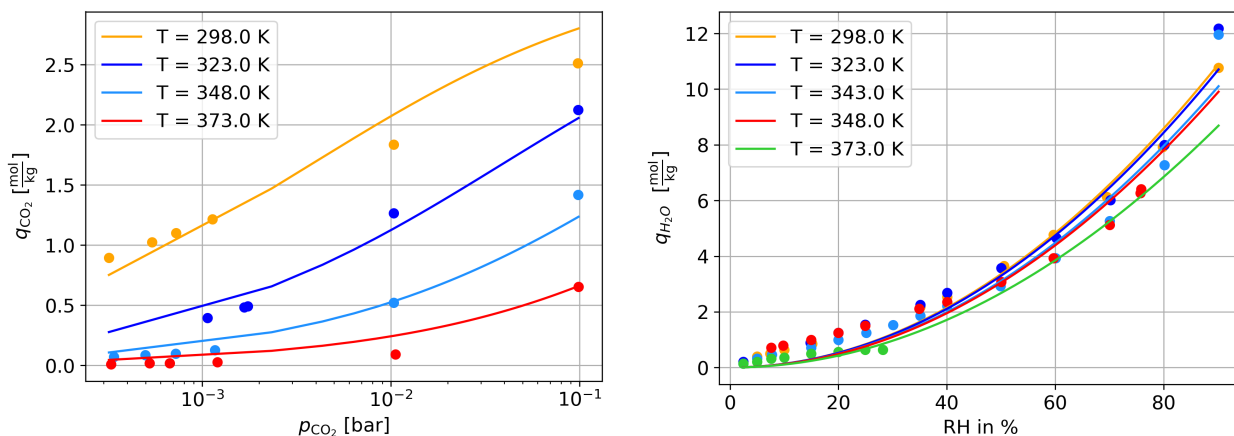 T = 298.0 K
T = 323.0 K
T = 348.0 K
T = 373.0 K
2.5
2.0
1.5
1.0
0.5
0.0
q_CO₂ [mol/kg]
10⁻³
10⁻²
10⁻¹
p_CO₂ [bar]
T = 298.0 K
T = 323.0 K
T = 343.0 K
T = 348.0 K
T = 373.0 K
12
10
8
6
4
2
0
q_H₂O [mol/kg]
0
20
40
60
80
RH in %